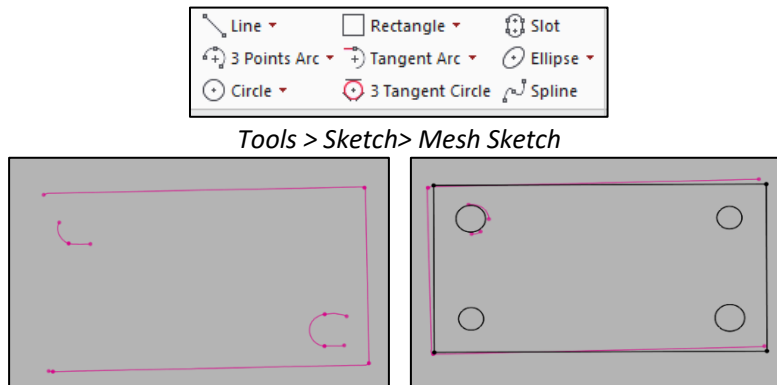 Line Rectangle Slot
3 Points Arc Tangent Arc Ellipse
Circle 3 Tangent Circle Spline
Tools > Sketch> Mesh Sketch